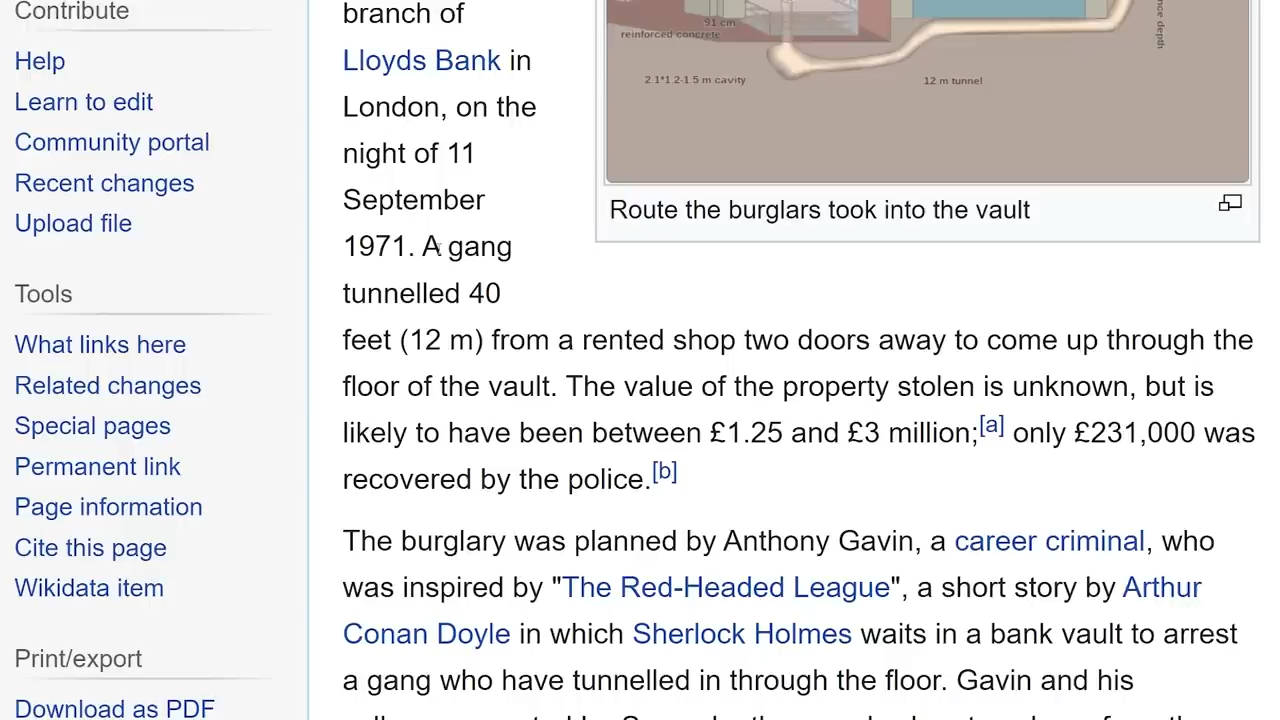 Contribute
Help
Learn to edit
Community portal
Recent changes
Upload file
Tools
What links here
Related changes
Special pages
Permanent link
Page information
Cite this page
Wikidata item
Print/export
Download as PDF
branch of
Lloyds Bank in
London, on the
night of 11
September
1971. A gang
tunnelled 40
feet (12 m) from a rented shop two doors away to come up through the
floor of the vault. The value of the property stolen is unknown, but is
likely to have been between £1.25 and £3 million;[a] only £231,000 was
recovered by the police.[b]
The burglary was planned by Anthony Gavin, a career criminal, who
was inspired by "The Red-Headed League", a short story by Arthur
Conan Doyle in which Sherlock Holmes waits in a bank vault to arrest
a gang who have tunnelled in through the floor. Gavin and his
91 cm
reinforced concrete
2.1*1.2-1.5 m cavity
12 m tunnel
depth
Route the burglars took into the vault